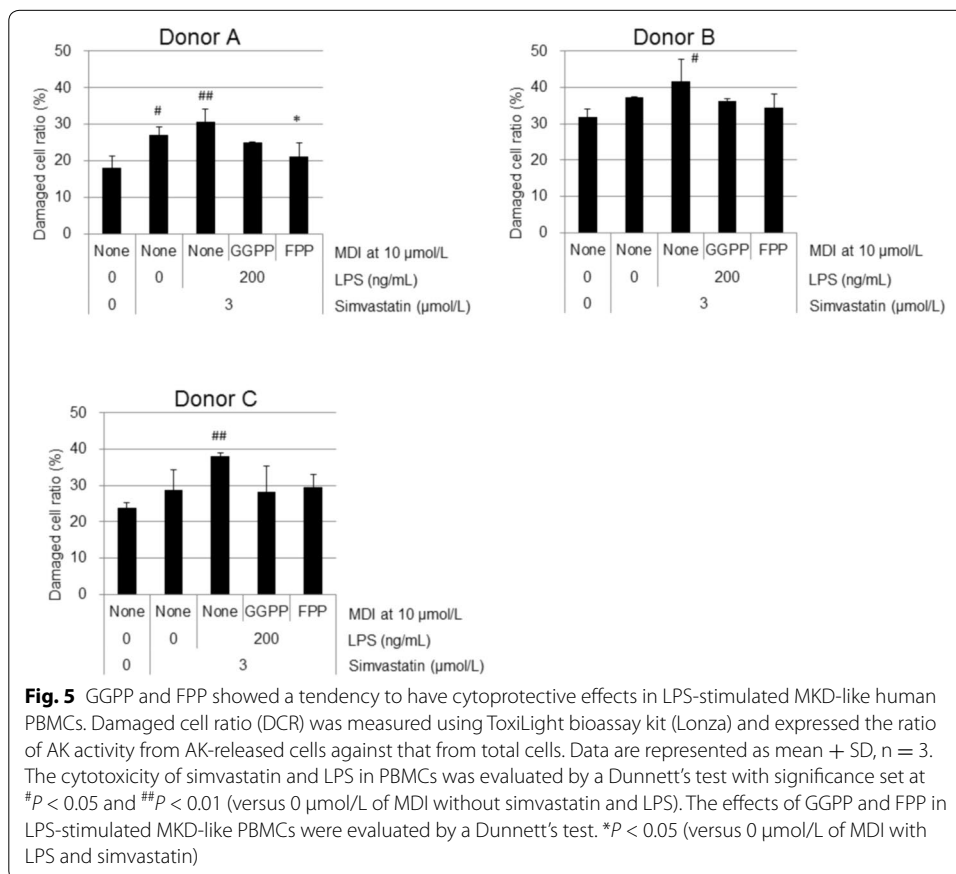 Donor A
Damaged cell ratio (%)
50
40
30
20
10
0
#
##
*
None None None GGPP FPP MDI at 10 µmol/L
0 0 200 LPS (ng/mL)
0 3 Simvastatin (µmol/L)
Donor B
Damaged cell ratio (%)
50
40
30
20
10
0
#
None None None GGPP FPP MDI at 10 µmol/L
0 0 200 LPS (ng/mL)
0 3 Simvastatin (µmol/L)
Donor C
Damaged cell ratio (%)
50
40
30
20
10
0
##
None None None GGPP FPP MDI at 10 µmol/L
0 0 200 LPS (ng/mL)
0 3 Simvastatin (µmol/L)
Fig. 5 GGPP and FPP showed a tendency to have cytoprotective effects in LPS-stimulated MKD-like human
PBMCs. Damaged cell ratio (DCR) was measured using ToxiLight bioassay kit (Lonza) and expressed the ratio
of AK activity from AK-released cells against that from total cells. Data are represented as mean + SD, n = 3.
The cytotoxicity of simvastatin and LPS in PBMCs was evaluated by a Dunnett's test with significance set at
#P < 0.05 and ##P < 0.01 (versus 0 µmol/L of MDI without simvastatin and LPS). The effects of GGPP and FPP in
LPS-stimulated MKD-like PBMCs were evaluated by a Dunnett's test. *P < 0.05 (versus 0 µmol/L of MDI with
LPS and simvastatin)